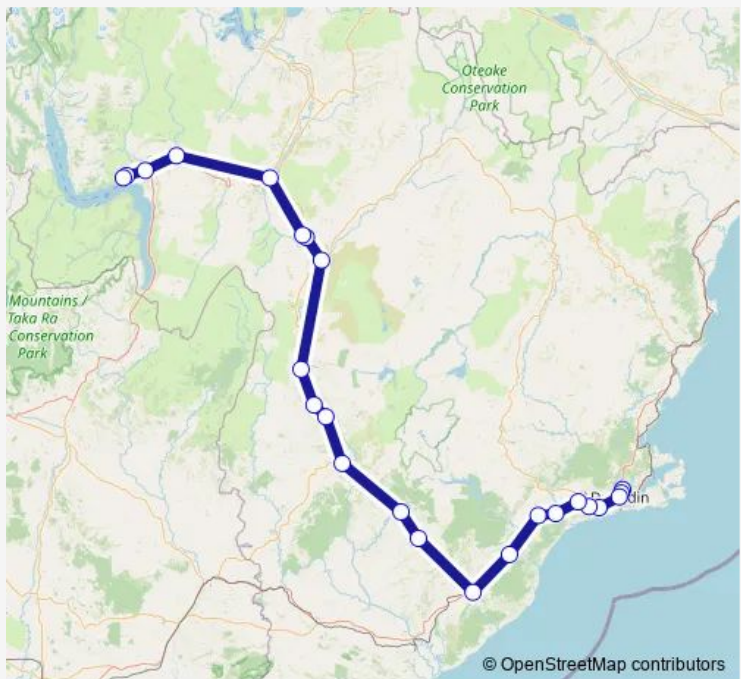 Oteake
Conservation
Park
Mountains /
Taka Ra
Conservation
Park
© OpenStreetMap contributors